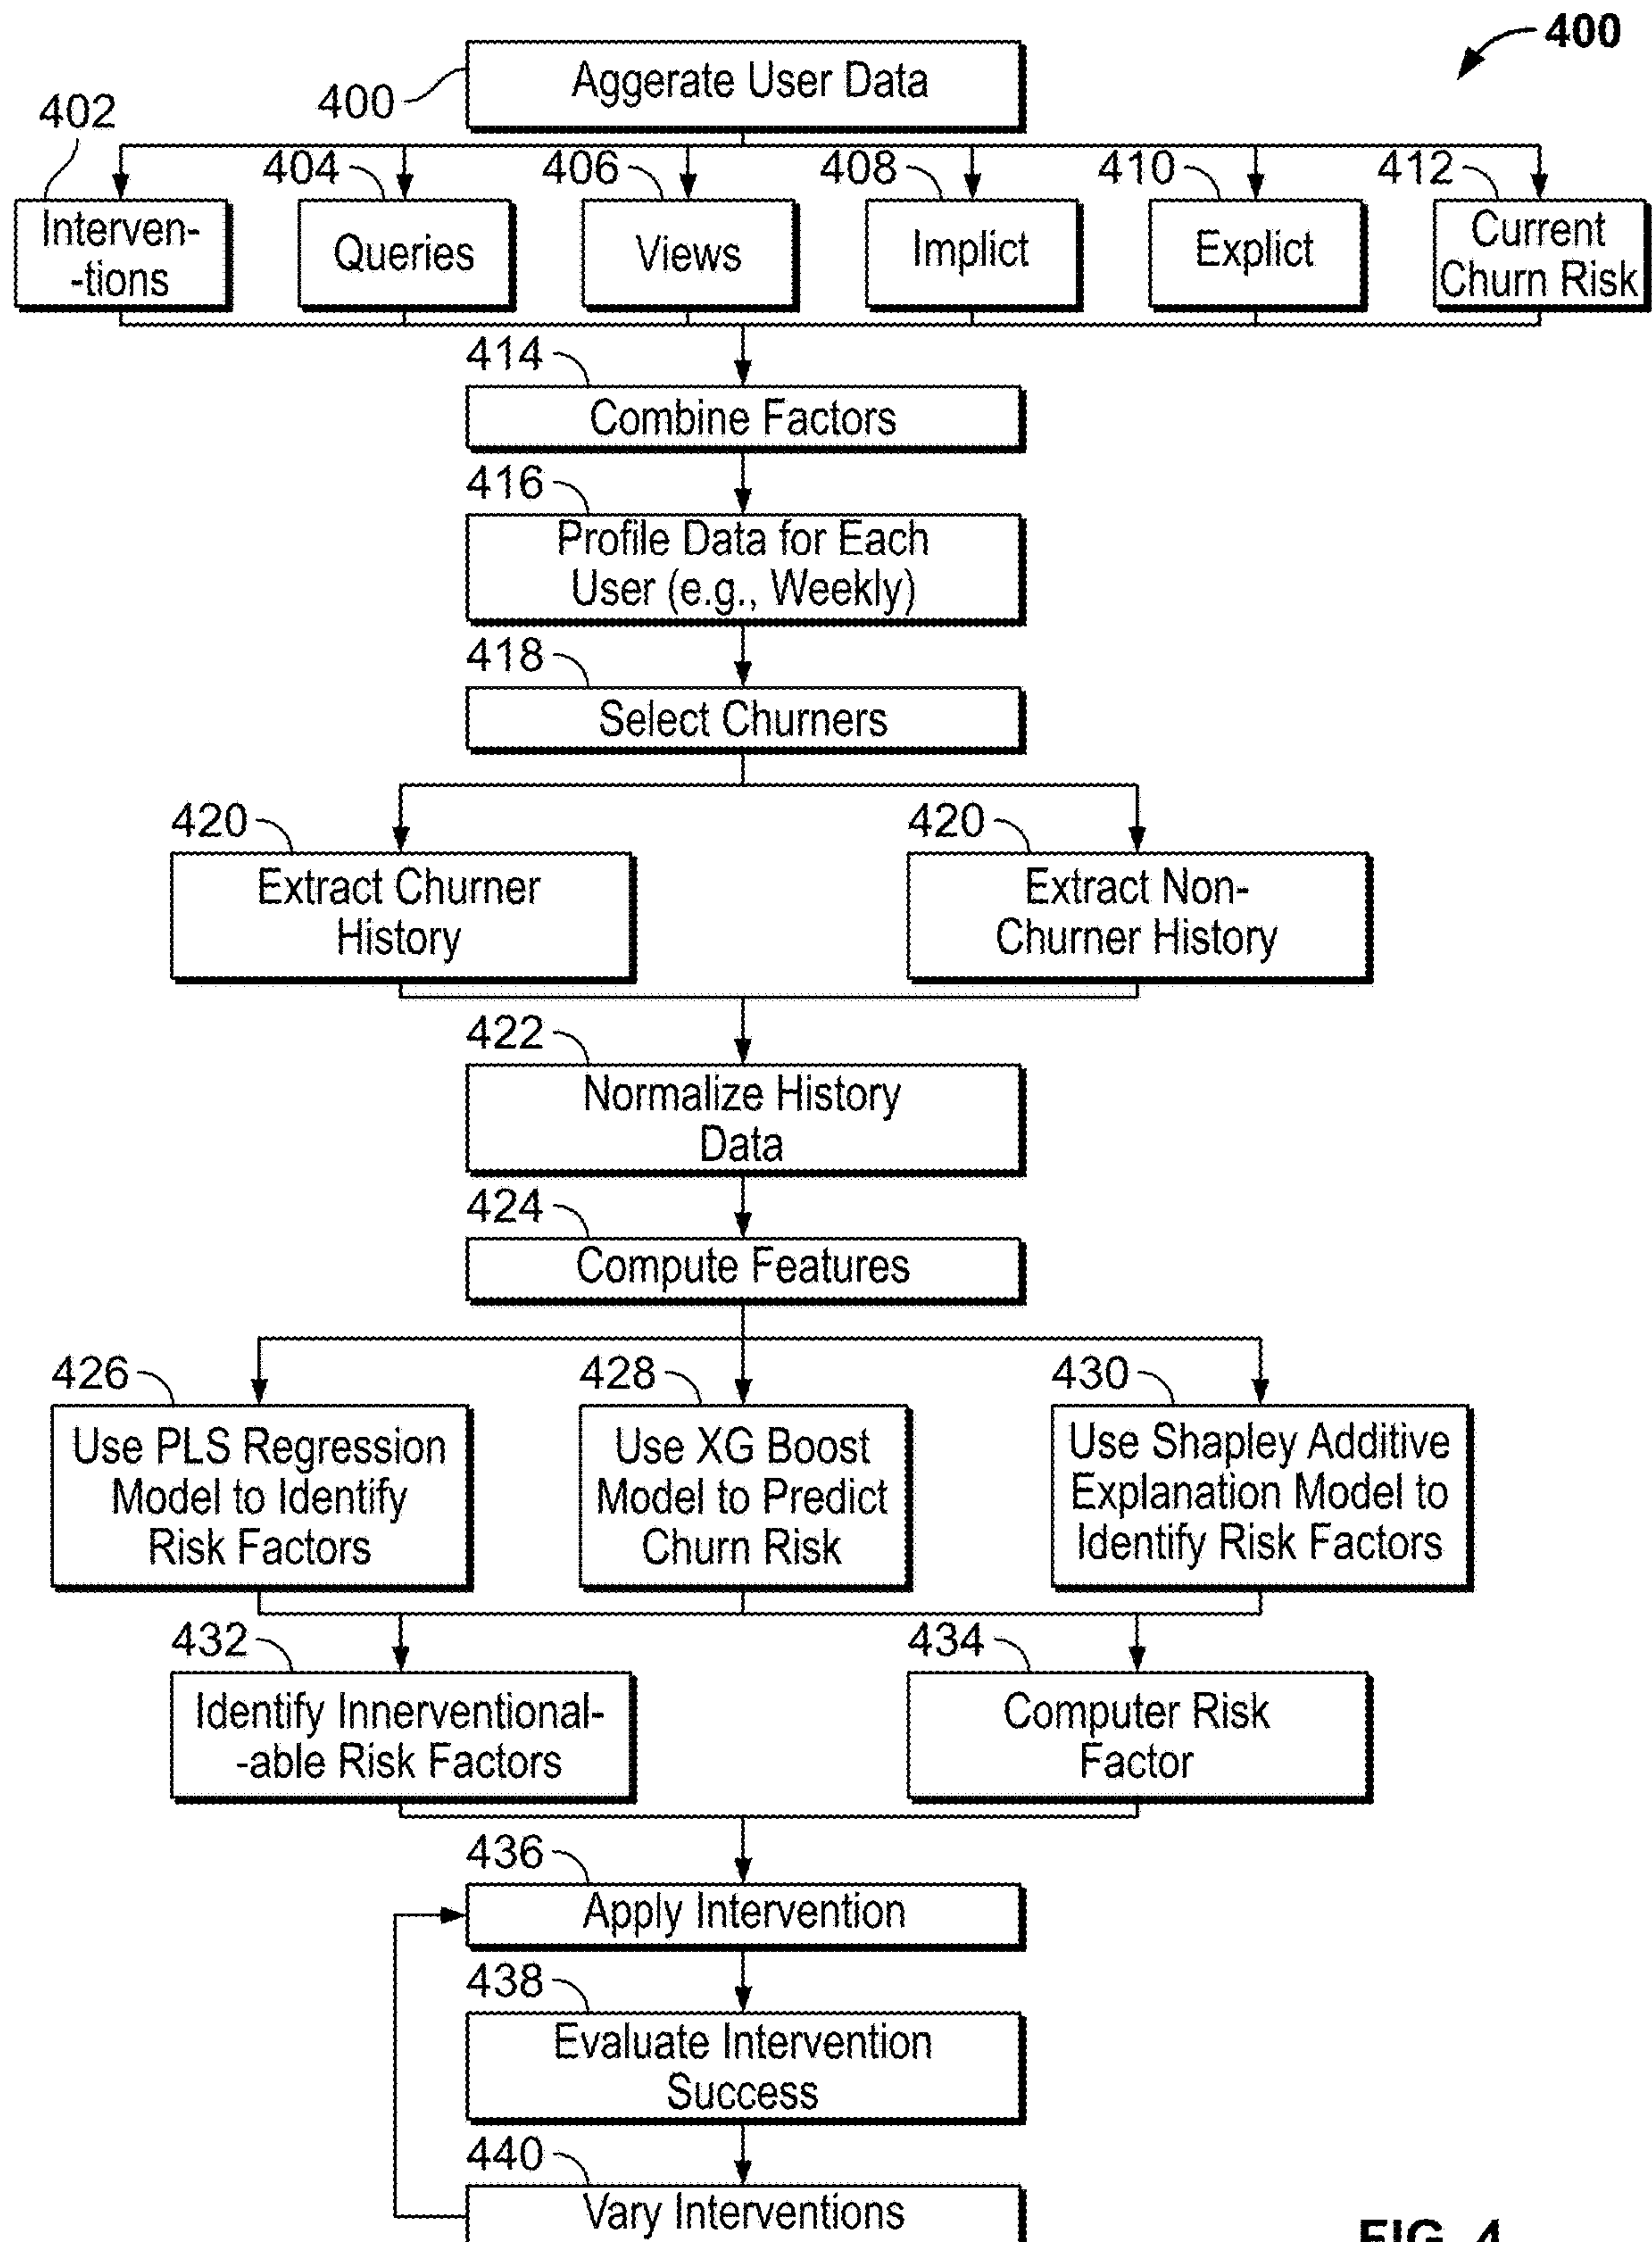 400
Aggerate User Data
400
402
404
406
408
410
412
Interven-
-tions
Queries
Views
Implict
Explict
Current
Churn Risk
414
Combine Factors
416
Profile Data for Each
User (e.g., Weekly)
418
Select Churners
420
Extract Churner
History
420
Extract Non-
Churner History
422
Normalize History
Data
424
Compute Features
426
Use PLS Regression
Model to Identify
Risk Factors
428
Use XG Boost
Model to Predict
Churn Risk
430
Use Shapley Additive
Explanation Model to
Identify Risk Factors
432
Identify Innerventional-
-able Risk Factors
434
Computer Risk
Factor
436
Apply Intervention
438
Evaluate Intervention
Success
440
Vary Interventions
FIG. 4